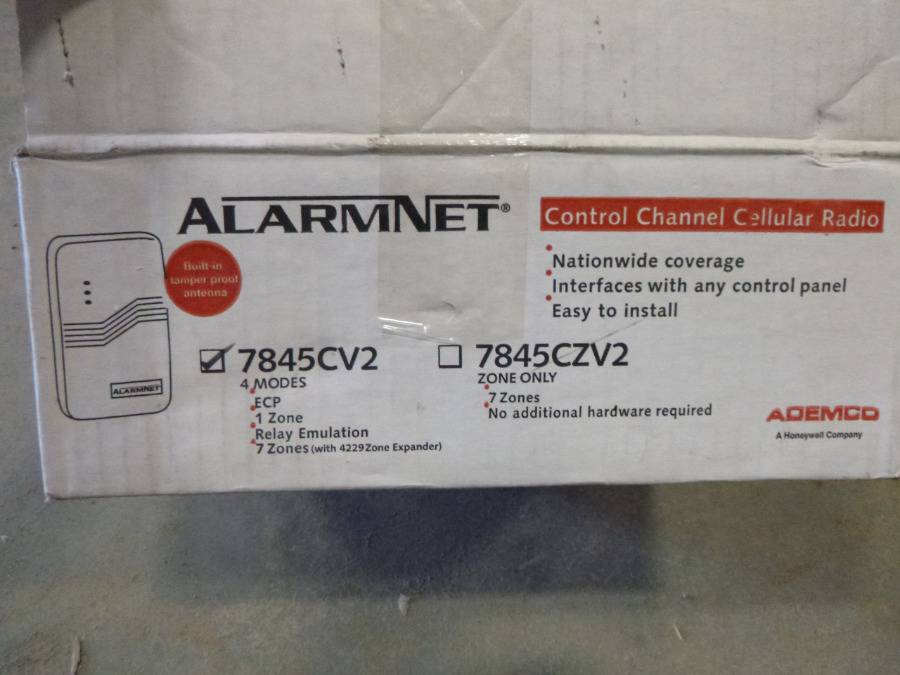 ALARMNET®
Control Channel Cellular Radio
Built-in
tamper proof
antenna
Nationwide coverage
Interfaces with any control panel
Easy to install
7845CV2
4 MODES
ECP
1 Zone
Relay Emulation
7 Zones (with 4229 Zone Expander)
7845CZV2
ZONE ONLY
7 Zones
No additional hardware required
ALARMNET
ADEMCO
A Honeywell Company